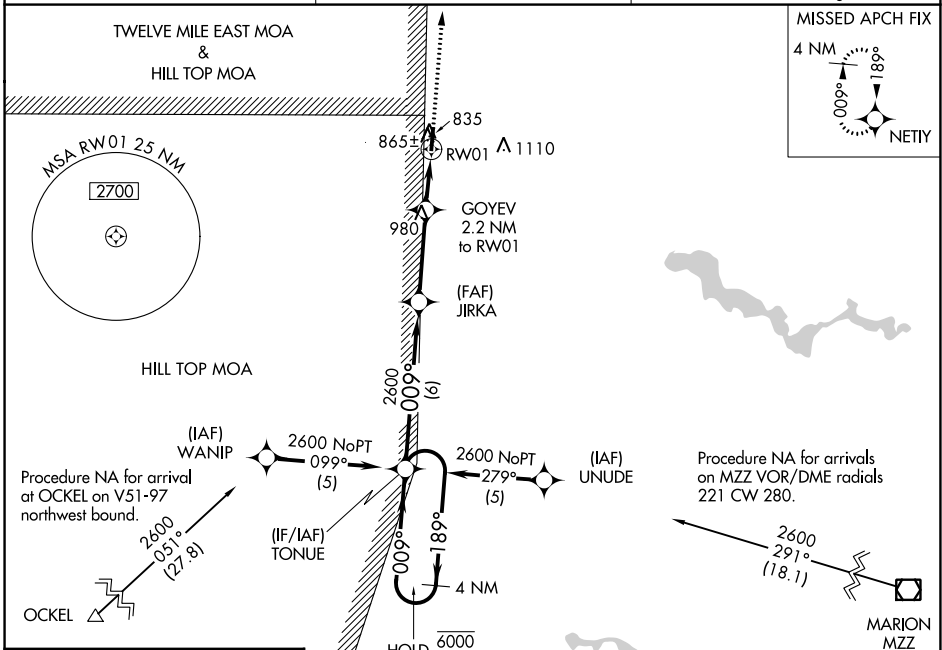 TWELVE MILE EAST MOA
&
HILL TOP MOA
MISSED APCH FIX
4 NM
009°
189°
NETIY
835
865±
RW01
1110
MSA RW01 25 NM
2700
980
GOYEV
2.2 NM
to RW01
(FAF)
JIRKA
HILL TOP MOA
2600
009°
(6)
(IAF)
WANIP
2600 NoPT
099°
(5)
2600 NoPT
279°
(5)
(IAF)
UNUDE
Procedure NA for arrival
at OCKEL on V51-97
northwest bound.
Procedure NA for arrivals
on MZZ VOR/DME radials
221 CW 280.
(IF/IAF)
TONUE
2600
051°
(27.8)
009°
189°
4 NM
2600
291°
(18.1)
OCKEL
HOLD 6000
MARION
MZZ